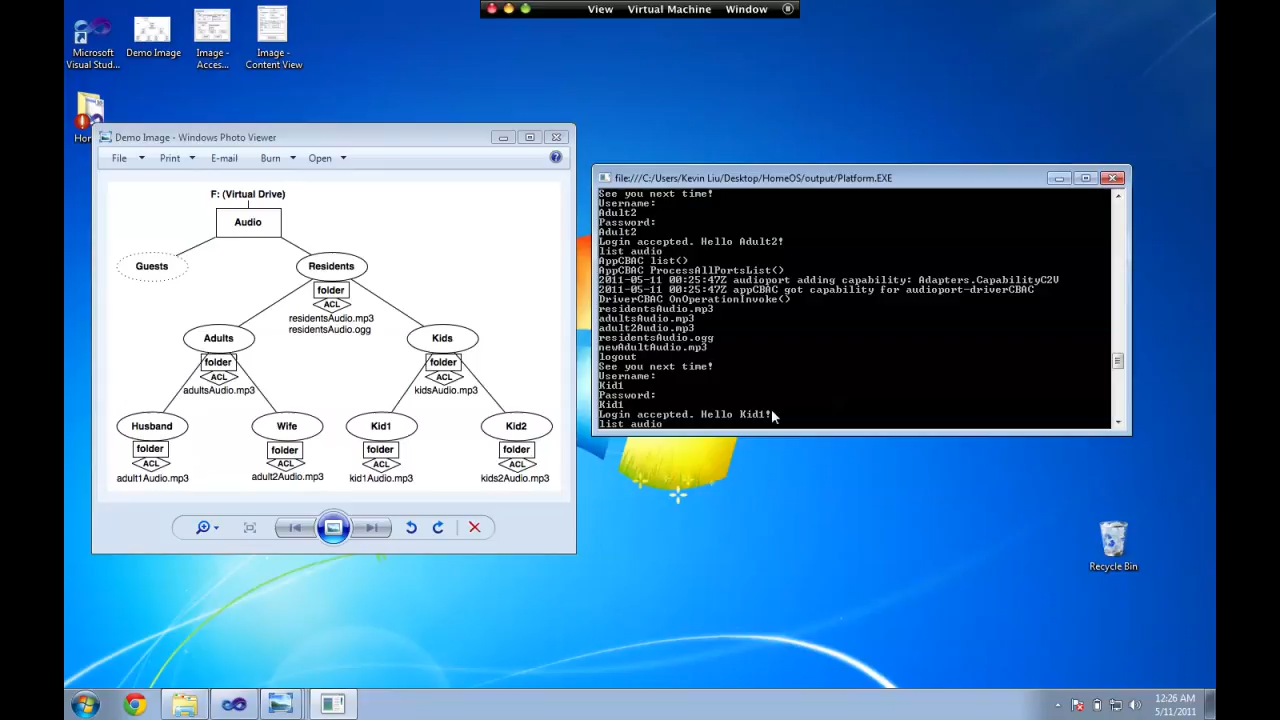 View Virtual Machine Window
Microsoft
Visual Stud...
Demo Image
Image -
Acces...
Image -
Content View
Demo Image - Windows Photo Viewer
File Print E-mail Burn Open
F: (Virtual Drive)
Audio
Guests
Residents
folder
ACL
residentsAudio.mp3
residentsAudio.ogg
Adults
folder
ACL
adultsAudio.mp3
Kids
folder
ACL
kidsAudio.mp3
Husband
folder
ACL
adult1Audio.mp3
Wife
folder
ACL
adult2Audio.mp3
Kid1
folder
ACL
kid1Audio.mp3
Kid2
folder
ACL
kids2Audio.mp3
file:///C:/Users/Kevin Liu/Desktop/HomeOS/output/Platform.EXE
See you next time!
Username:
Adult2
Password:
Adult2
Login accepted. Hello Adult2!
list audio
AppCBAC list()
AppCBAC ProcessAllPortsList()
2011-05-11 00:25:47Z audioport adding capability: Adapters.CapabilityC2V
2011-05-11 00:25:47Z appCBAC got capability for audioport-driverCBAC
DriverCBAC OnOperationInvoke()
residentsAudio.mp3
adultsAudio.mp3
adult2Audio.mp3
residentsAudio.ogg
newAdultAudio.mp3
logout
See you next time!
Username:
Kid1
Password:
Kid1
Login accepted. Hello Kid1!
list audio
Recycle Bin
12:26 AM
5/11/2011